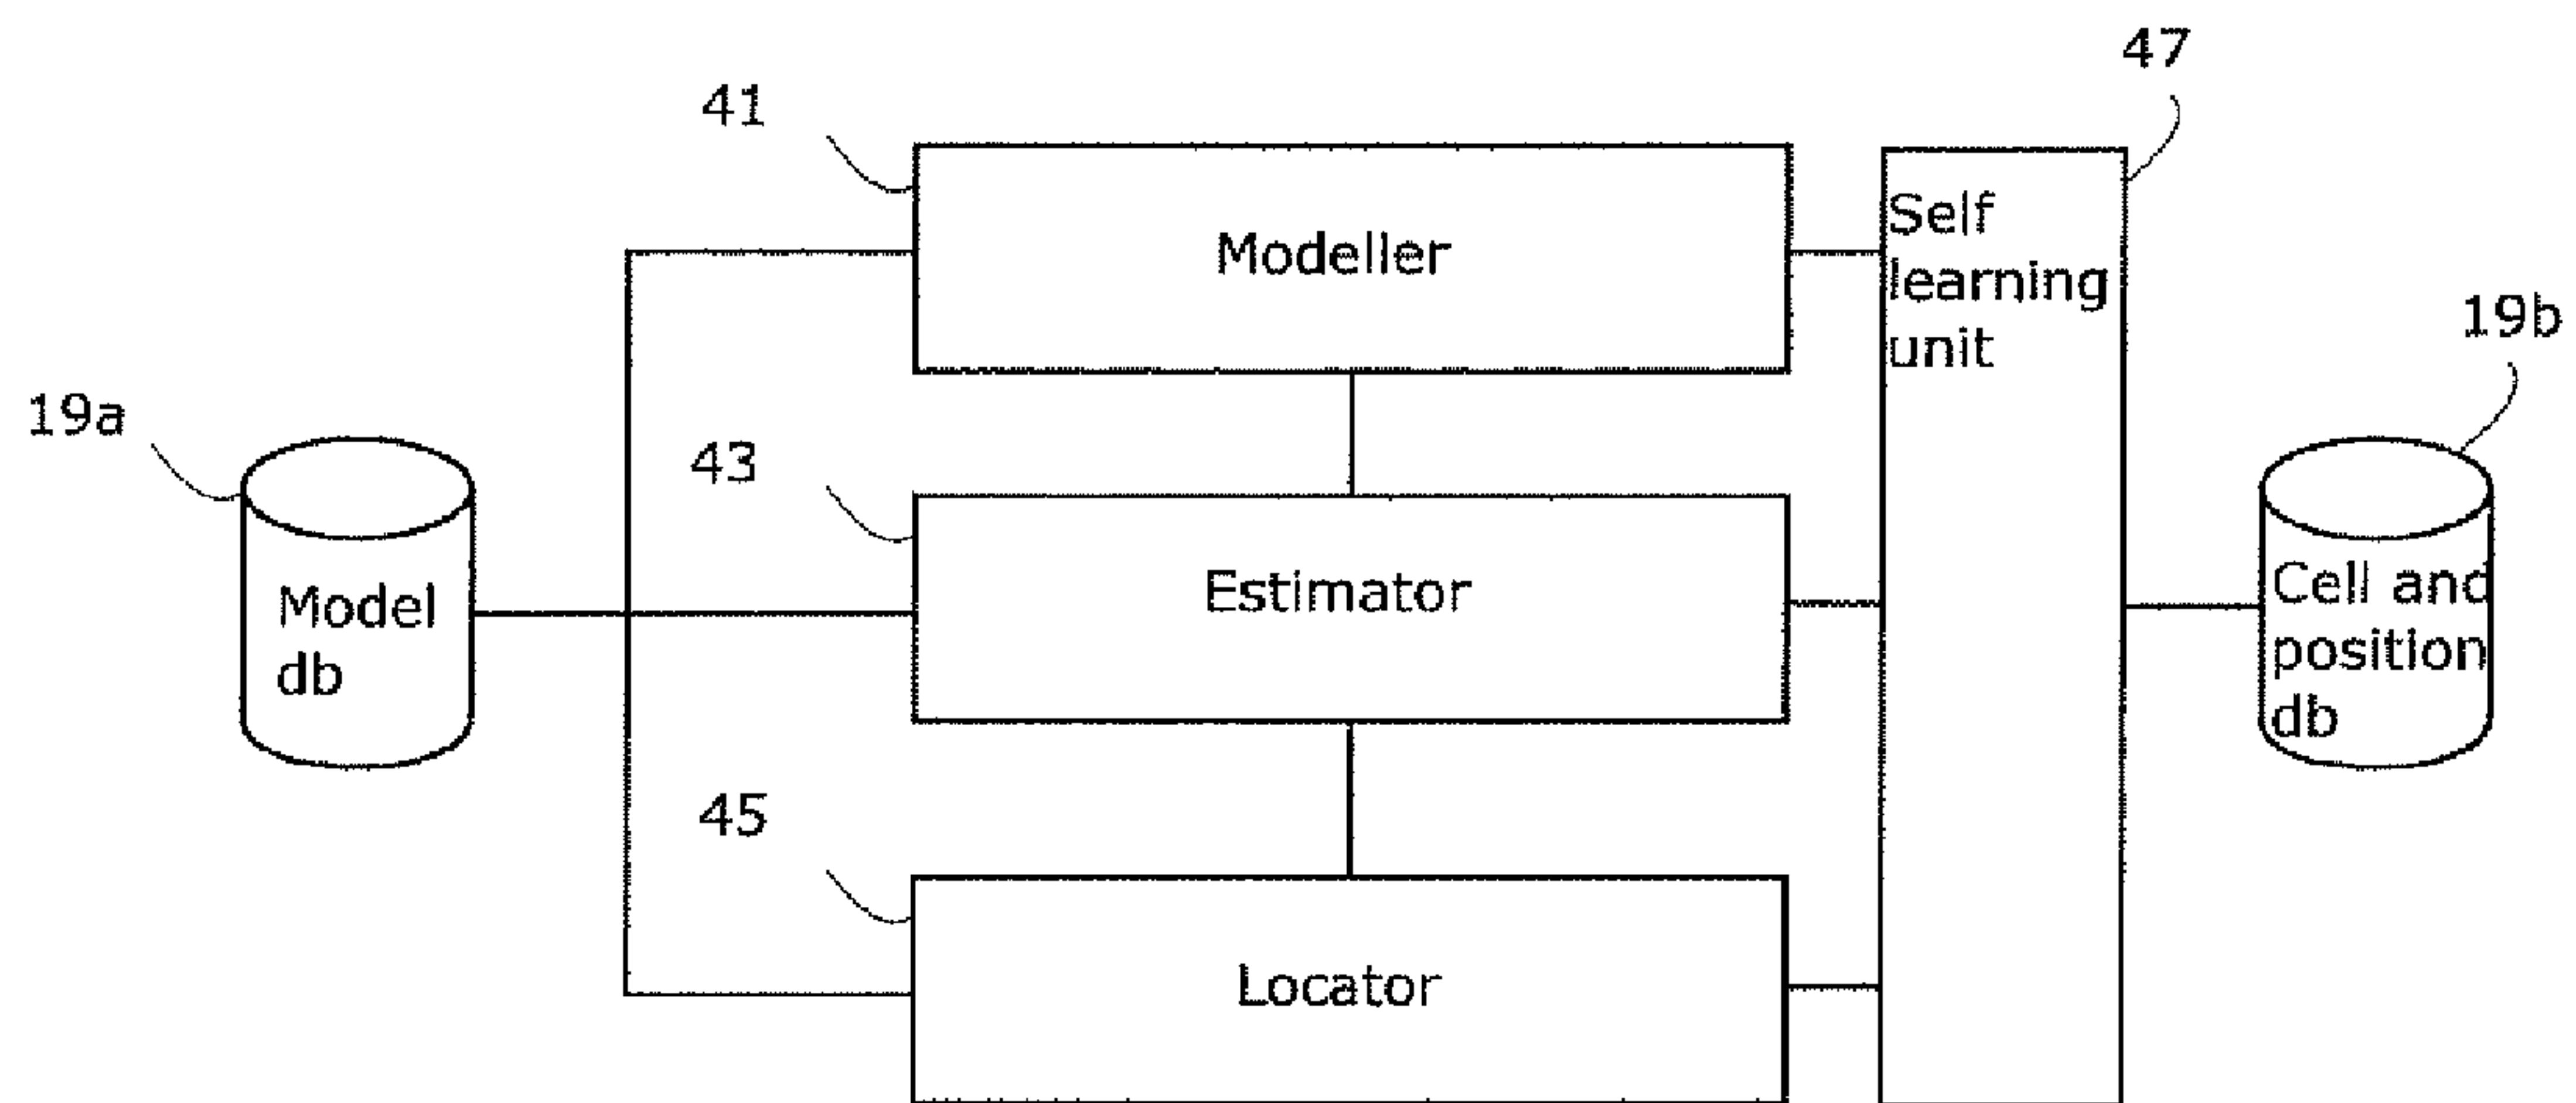 47
41
Self
learning
unit
Modeller
19b
19a
43
Estimator
Model
db
Cell and
position
db
45
Locator